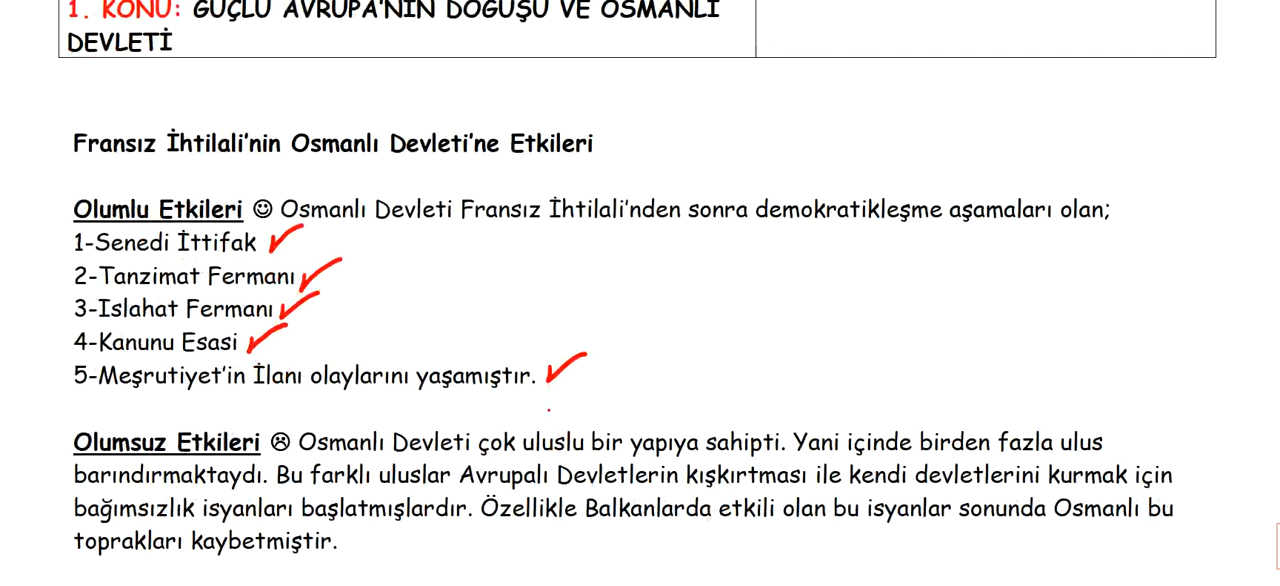 1. KONU: GÜÇLÜ AVRUPA'NIN DOĞUŞU VE OSMANLI
DEVLETİ
Fransız İhtilali'nin Osmanlı Devleti'ne Etkileri
Olumlu Etkileri ☺ Osmanlı Devleti Fransız İhtilali'nden sonra demokratikleşme aşamaları olan;
1-Senedi İttifak
2-Tanzimat Fermanı
3-Islahat Fermanı
4-Kanunu Esasi
5-Meşrutiyet'in İlanı olaylarını yaşamıştır.
Olumsuz Etkileri ☹ Osmanlı Devleti çok uluslu bir yapıya sahipti. Yani içinde birden fazla ulus
barındırmaktaydı. Bu farklı uluslar Avrupalı Devletlerin kışkırtması ile kendi devletlerini kurmak için
bağımsızlık isyanları başlatmışlardır. Özellikle Balkanlarda etkili olan bu isyanlar sonunda Osmanlı bu
toprakları kaybetmiştir.